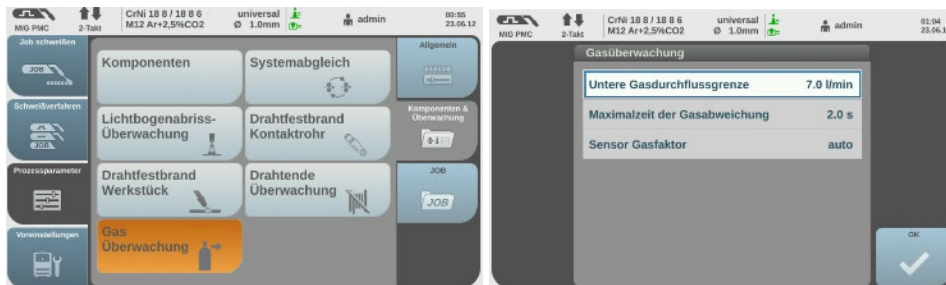 MIG PMC
2-Takt
CrNi 18 8 / 18 8 6
M12 Ar+2,5%CO2
universal
Ø 1.0mm
admin
00:55
23.06.12
Job schweißen
JOB
Schweißverfahren
JOB
Prozessparameter
Voreinstellungen
Komponenten
Systemabgleich
Lichtbogenabriss-
Überwachung
Drahtfestbrand
Kontaktrohr
Drahtfestbrand
Werkstück
Drahtende
Überwachung
Gas
Überwachung
Allgemein
Komponenten &
Überwachung
JOB
JOB
MIG PMC
2-Takt
CrNi 18 8 / 18 8 6
M12 Ar+2,5%CO2
universal
Ø 1.0mm
admin
01:04
23.06.1
Gasüberwachung
Untere Gasdurchflussgrenze 7.0 l/min
Maximalzeit der Gasabweichung 2.0 s
Sensor Gasfaktor auto
OK